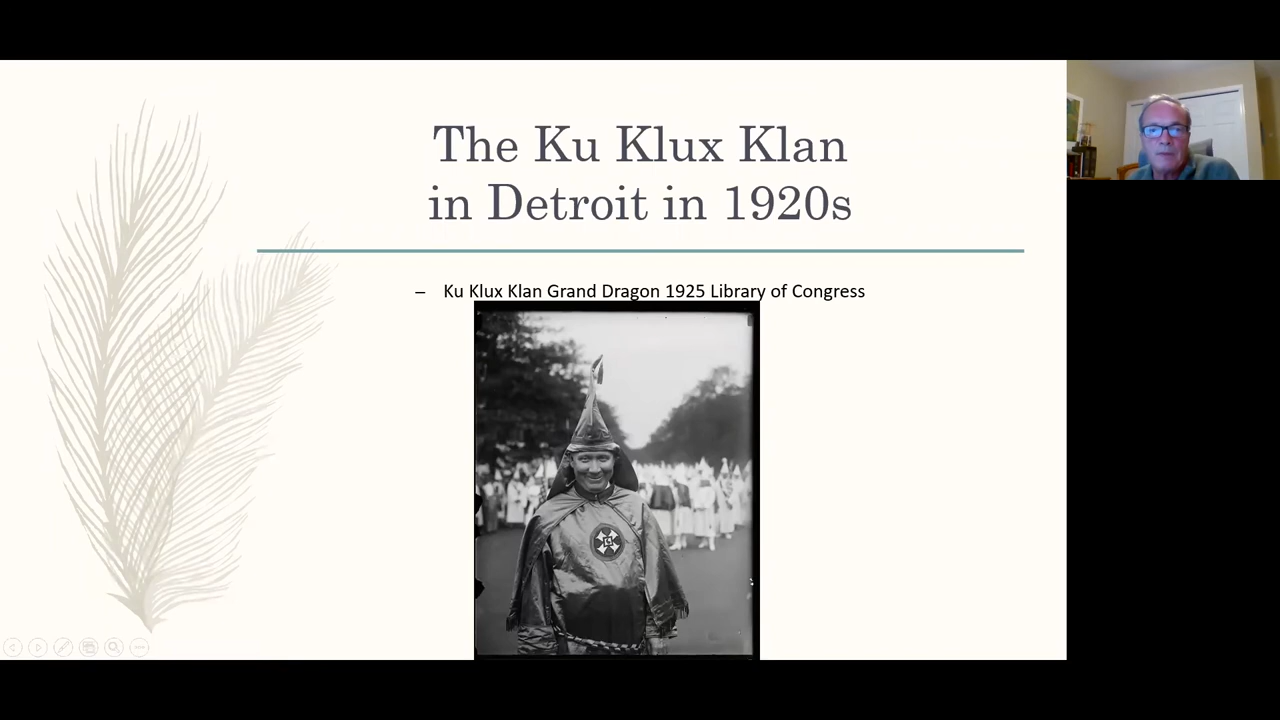 The Ku Klux Klan
in Detroit in 1920s
– Ku Klux Klan Grand Dragon 1925 Library of Congress